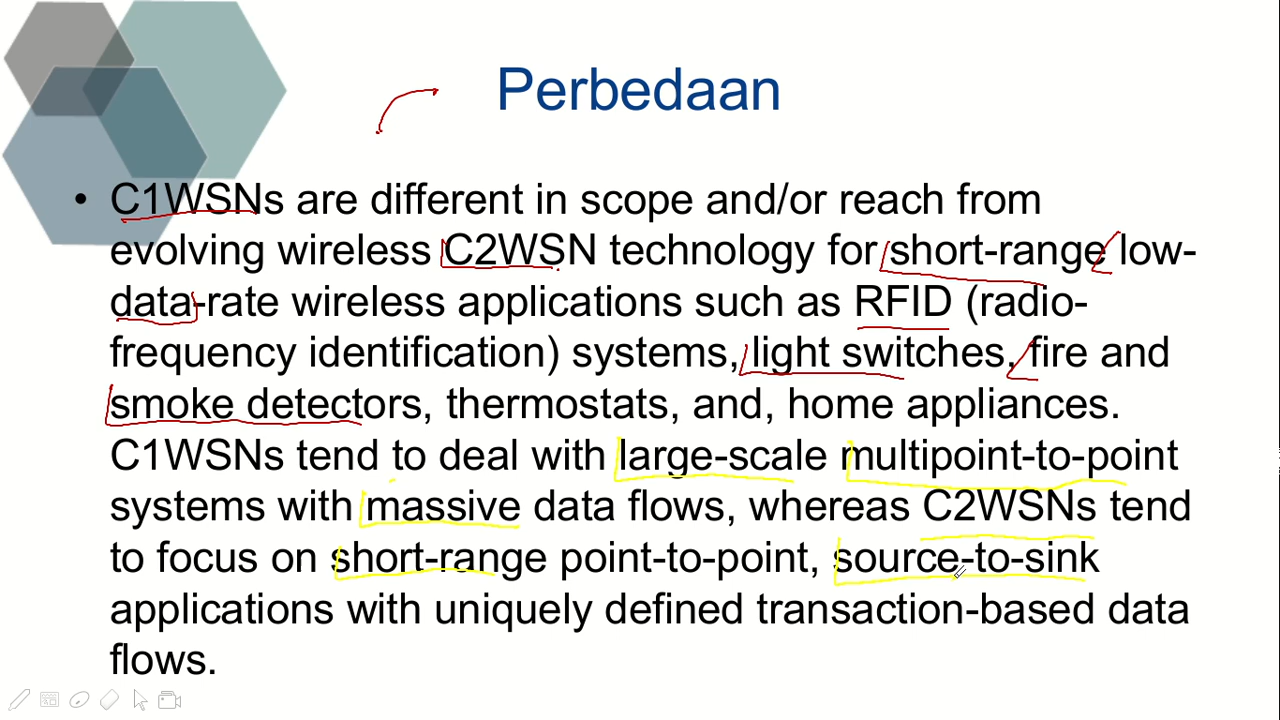 Perbedaan
• C1WSNs are different in scope and/or reach from
evolving wireless C2WSN technology for short-range low-
data-rate wireless applications such as RFID (radio-
frequency identification) systems, light switches, fire and
smoke detectors, thermostats, and, home appliances.
C1WSNs tend to deal with large-scale multipoint-to-point
systems with massive data flows, whereas C2WSNs tend
to focus on short-range point-to-point, source-to-sink
applications with uniquely defined transaction-based data
flows.